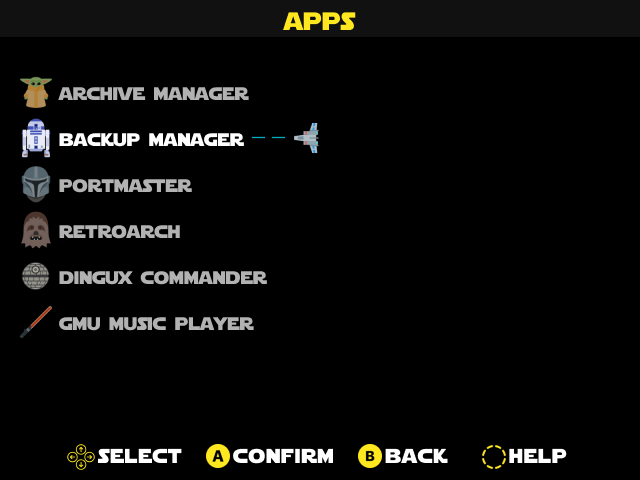 APPS
ARCHIVE MANAGER
BACKUP MANAGER
PORTMASTER
RETROARCH
DINGUX COMMANDER
GMU MUSIC PLAYER
SELECT A CONFIRM B BACK HELP